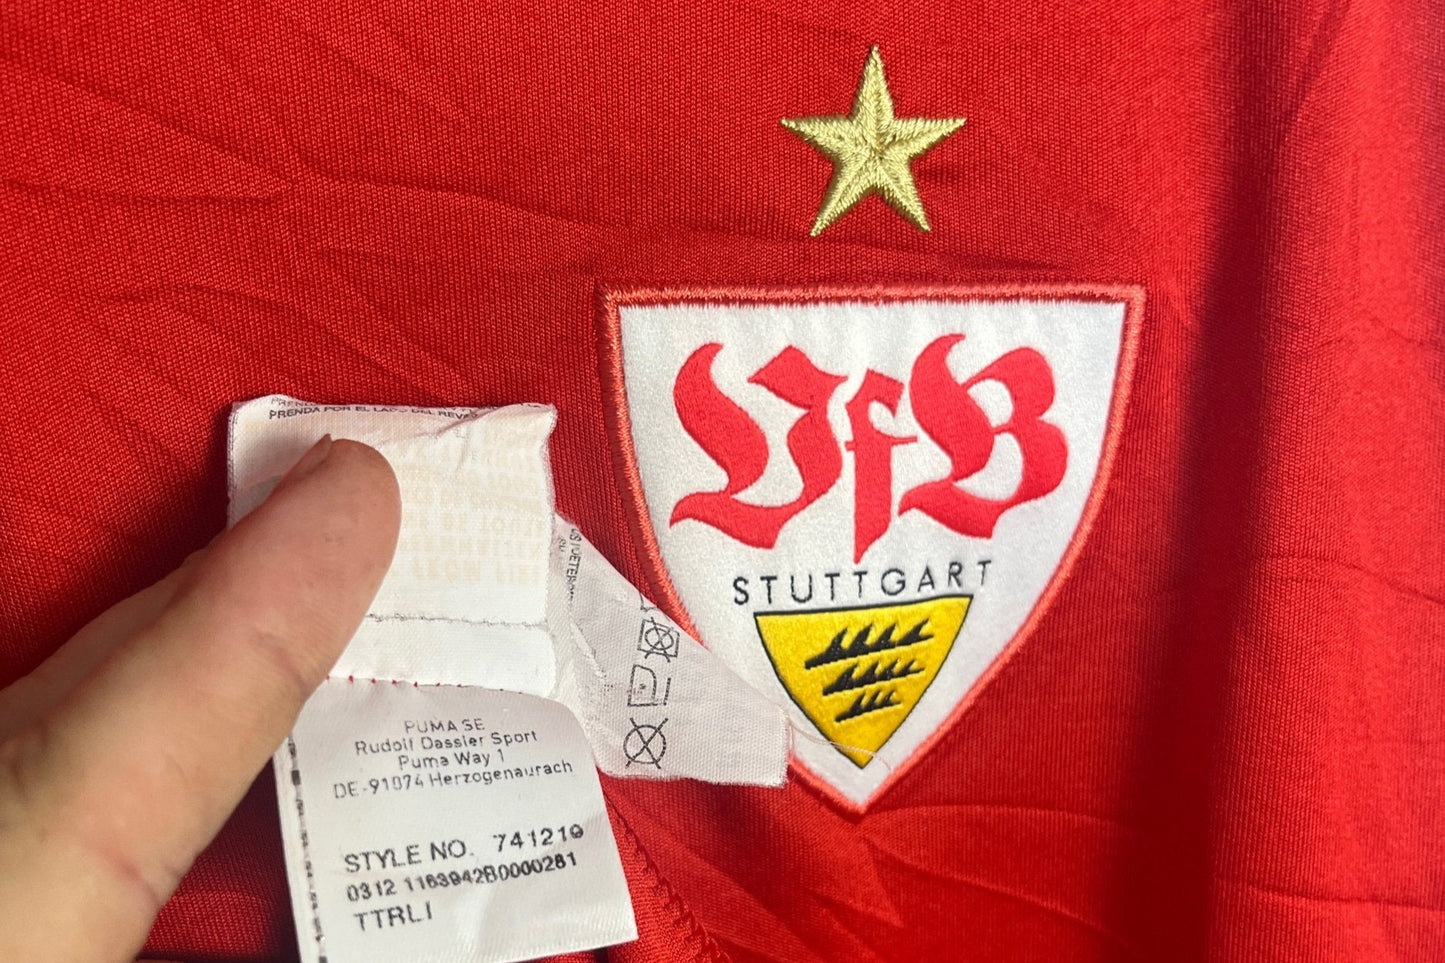 VfB
STUTTGART
PRENDA POR EL LADO DEL REVES
PUMA SE
Rudolf Dassler Sport
Puma Way 1
DE-91074 Herzogenaurach
STYLE NO. 741219
0312 1163942B0000281
TTRLI